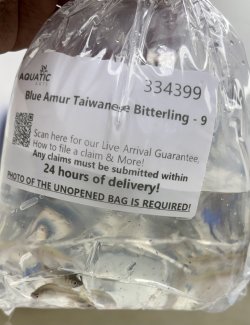 AQUATIC
334399
Blue Amur Taiwanese Bitterling - 9
Scan here for our Live Arrival Guarantee,
How to file a claim & More!
Any claims must be submitted within
24 hours of delivery!
PHOTO OF THE UNOPENED BAG IS REQUIRED!